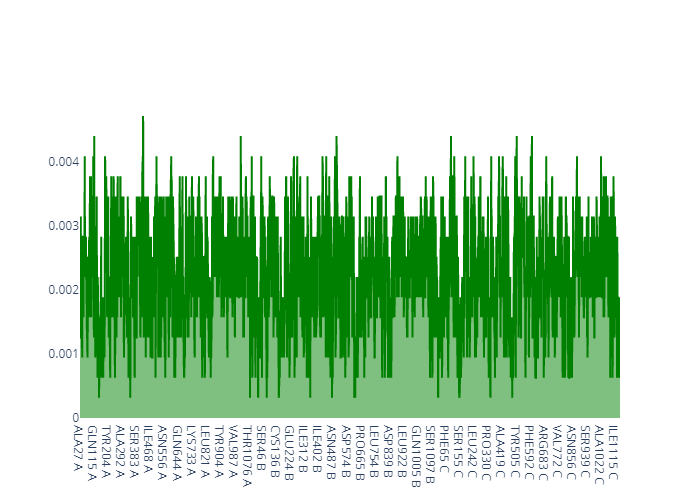 0.004
0.003
0.002
0.001
0
ALA27 A
GLN115 A
TYR204 A
ALA292 A
SER383 A
ILE468 A
ASN556 A
GLN644 A
LYS733 A
LEU821 A
TYR904 A
VAL987 A
THR1076 A
SER46 B
CYS136 B
GLU224 B
ILE312 B
ILE402 B
ASN487 B
ASP574 B
PRO665 B
LEU754 B
ASP839 B
LEU922 B
GLN1005 B
SER1097 B
PHE65 C
SER155 C
LEU242 C
PRO330 C
ALA419 C
TYR505 C
PHE592 C
ARG683 C
VAL772 C
ASN856 C
SER939 C
ALA1022 C
ILE1115 C